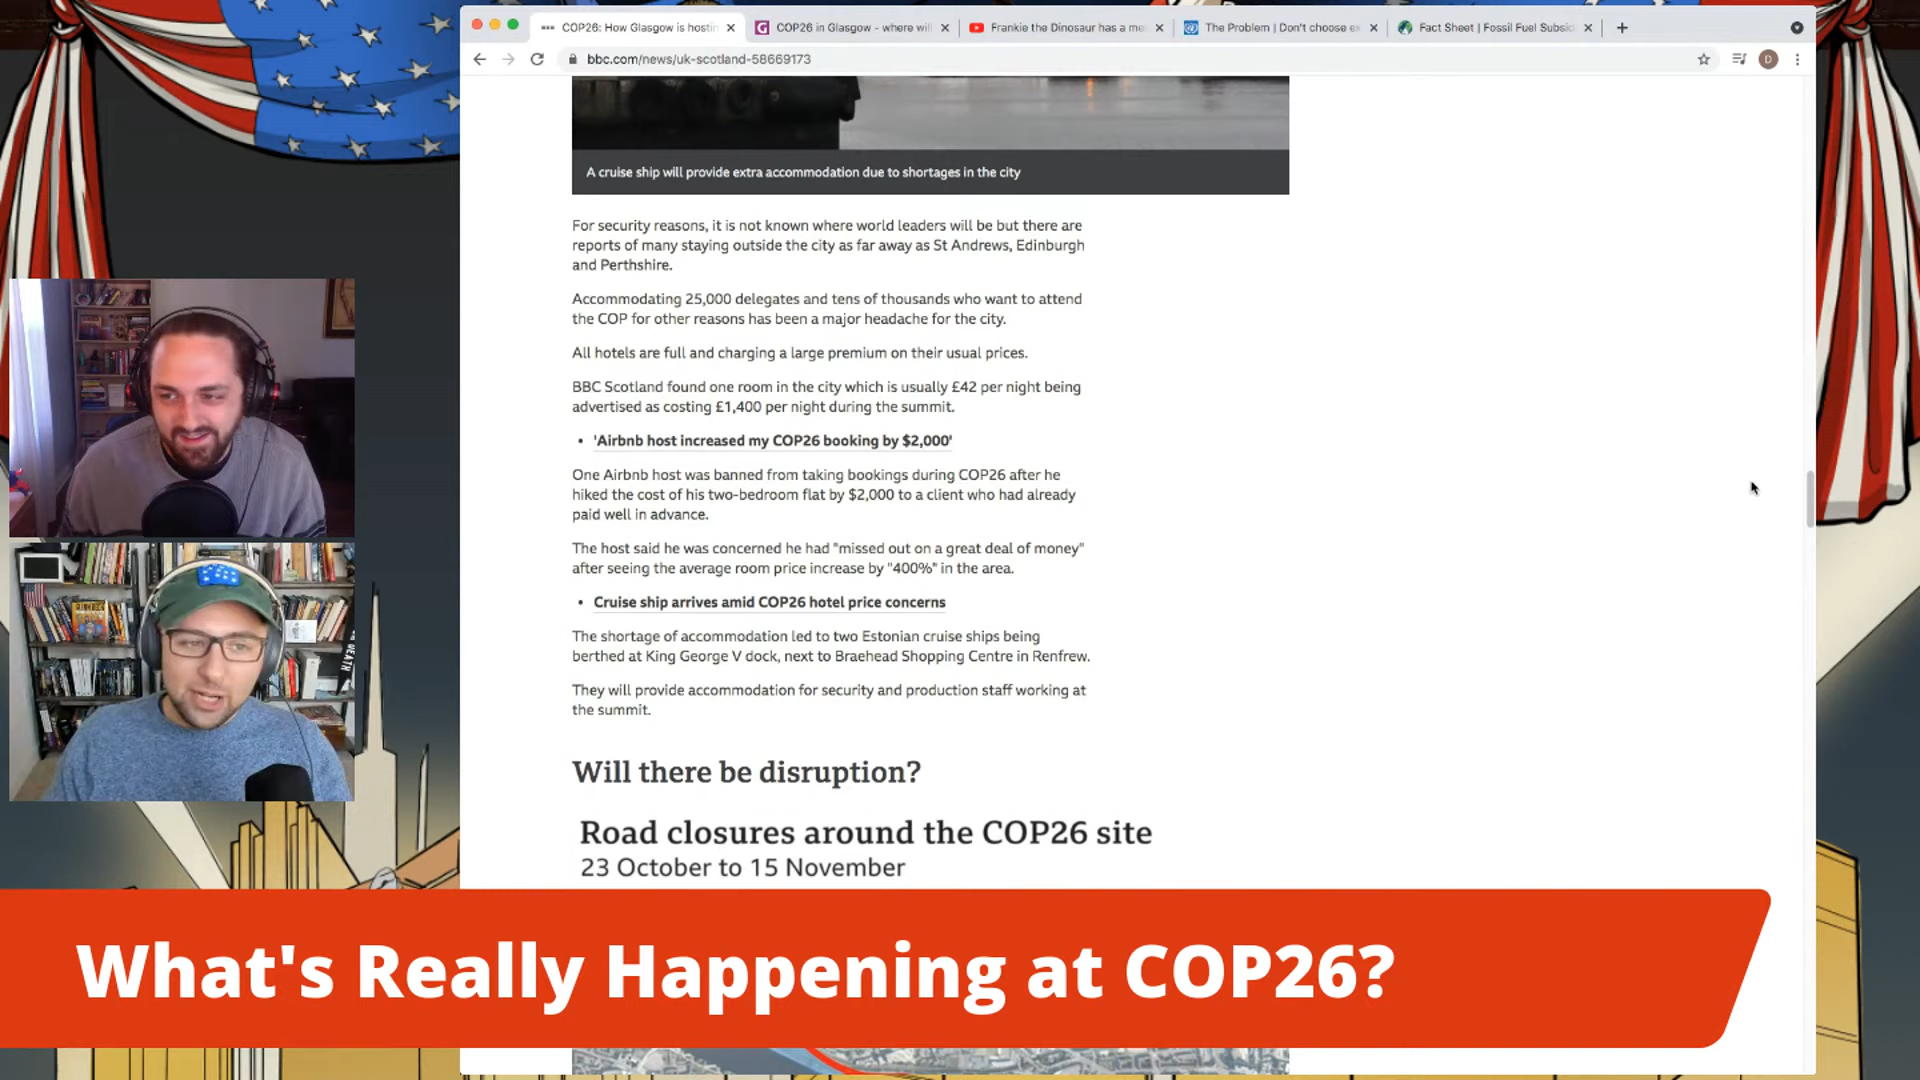 COP26: How Glasgow is hostin
COP26 in Glasgow - where will
Frankie the Dinosaur has a me
The Problem | Don't choose ex
Fact Sheet | Fossil Fuel Subsid
bbc.com/news/uk-scotland-58669173
D
A cruise ship will provide extra accommodation due to shortages in the city
For security reasons, it is not known where world leaders will be but there are
reports of many staying outside the city as far away as St Andrews, Edinburgh
and Perthshire.
Accommodating 25,000 delegates and tens of thousands who want to attend
the COP for other reasons has been a major headache for the city.
All hotels are full and charging a large premium on their usual prices.
BBC Scotland found one room in the city which is usually £42 per night being
advertised as costing £1,400 per night during the summit.
• 'Airbnb host increased my COP26 booking by $2,000'
One Airbnb host was banned from taking bookings during COP26 after he
hiked the cost of his two-bedroom flat by $2,000 to a client who had already
paid well in advance.
The host said he was concerned he had "missed out on a great deal of money"
after seeing the average room price increase by "400%" in the area.
• Cruise ship arrives amid COP26 hotel price concerns
The shortage of accommodation led to two Estonian cruise ships being
berthed at King George V dock, next to Braehead Shopping Centre in Renfrew.
They will provide accommodation for security and production staff working at
the summit.
Will there be disruption?
Road closures around the COP26 site
23 October to 15 November
DEATH
What's Really Happening at COP26?